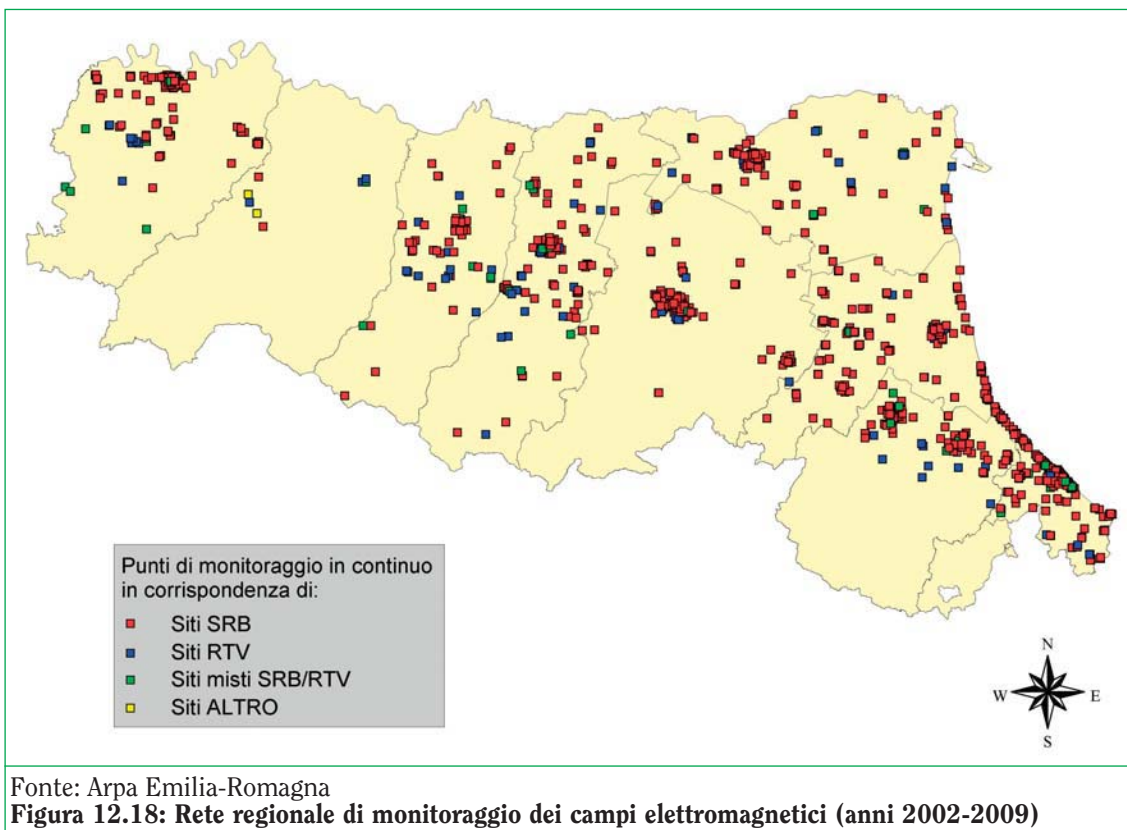 Punti di monitoraggio in continuo
in corrispondenza di:
Siti SRB
Siti RTV
Siti misti SRB/RTV
Siti ALTRO
N
W E
S
Fonte: Arpa Emilia-Romagna
Figura 12.18: Rete regionale di monitoraggio dei campi elettromagnetici (anni 2002-2009)